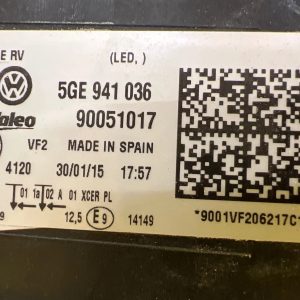 E RV (LED, )
5GE 941 036
Valeo 90051017
VF2 MADE IN SPAIN
4120 30/01/15 17:57
01 1a 02 A 01 XCER PL
9 12,5 E9 14149
*9001VF206217C1